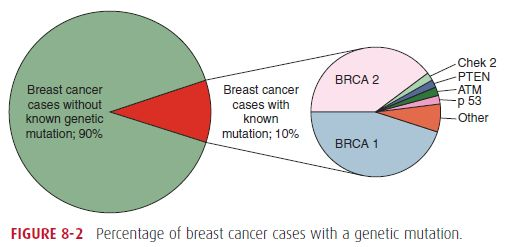 Breast cancer
cases without
known genetic
mutation; 90%
Breast cancer
cases with
known
mutation; 10%
BRCA 2
BRCA 1
Chek 2
PTEN
ATM
p 53
Other
FIGURE 8-2 Percentage of breast cancer cases with a genetic mutation.